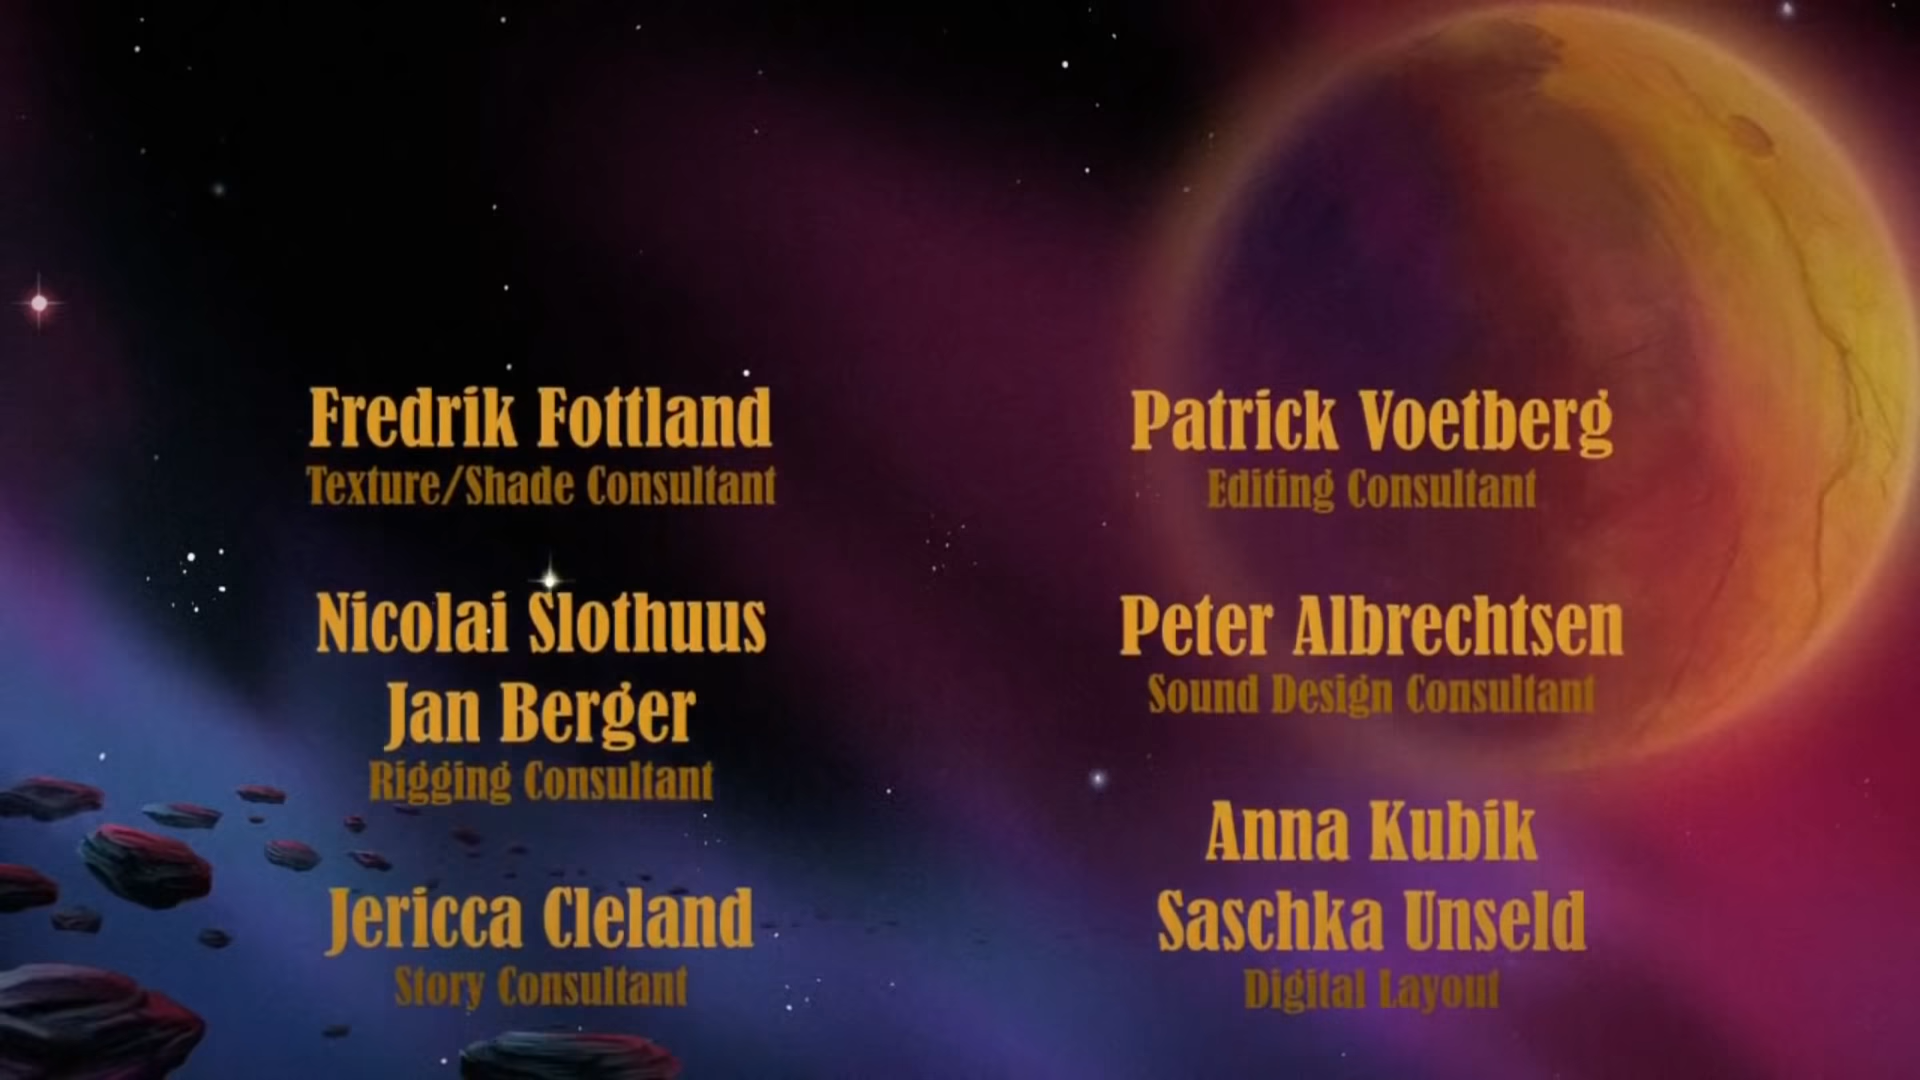 Fredrik Fottland
Texture/Shade Consultant
Nicolai Slothuus
Jan Berger
Rigging Consultant
Jericca Cleland
Story Consultant
Patrick Voetberg
Editing Consultant
Peter Albrechtsen
Sound Design Consultant
Anna Kubik
Saschka Unseld
Digital Layout